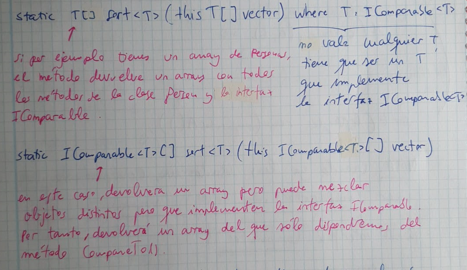 static T[] sort<T> (this T[] vector) where T: IComparable<T>
si por ejemplo tienes un array de Persona,
el método devuelve un array con todos
los métodos de la clase Persona y la interfaz
IComparable
no vale cualquier T,
tiene que ser un T
que implemente
la interfaz IComparable<T>
static IComparable<T>[] sort<T> (this IComparable<T>[] vector)
en este caso, devolverá un array pero puede mezclar
objetos distintos pero que implementen la interfaz IComparable.
Por tanto, devolverá un array del que sólo dispondremos del
método CompareTo()